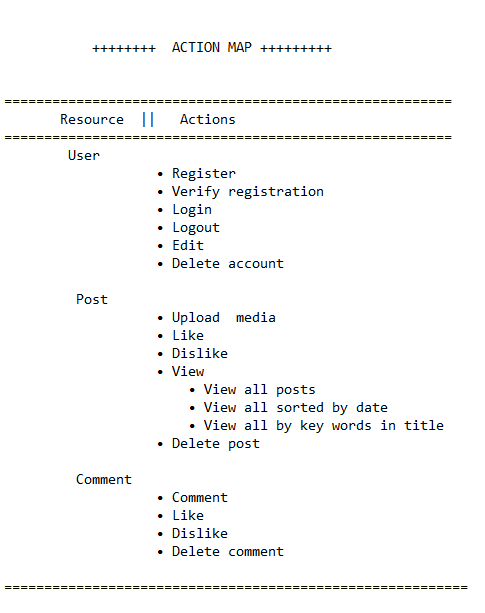 ++++++++  ACTION MAP +++++++++
========================================================
Resource  ||   Actions
========================================================
User
• Register
• Verify registration
• Login
• Logout
• Edit
• Delete account
Post
• Upload  media
• Like
• Dislike
• View
• View all posts
• View all sorted by date
• View all by key words in title
• Delete post
Comment
• Comment
• Like
• Dislike
• Delete comment
==========================================================